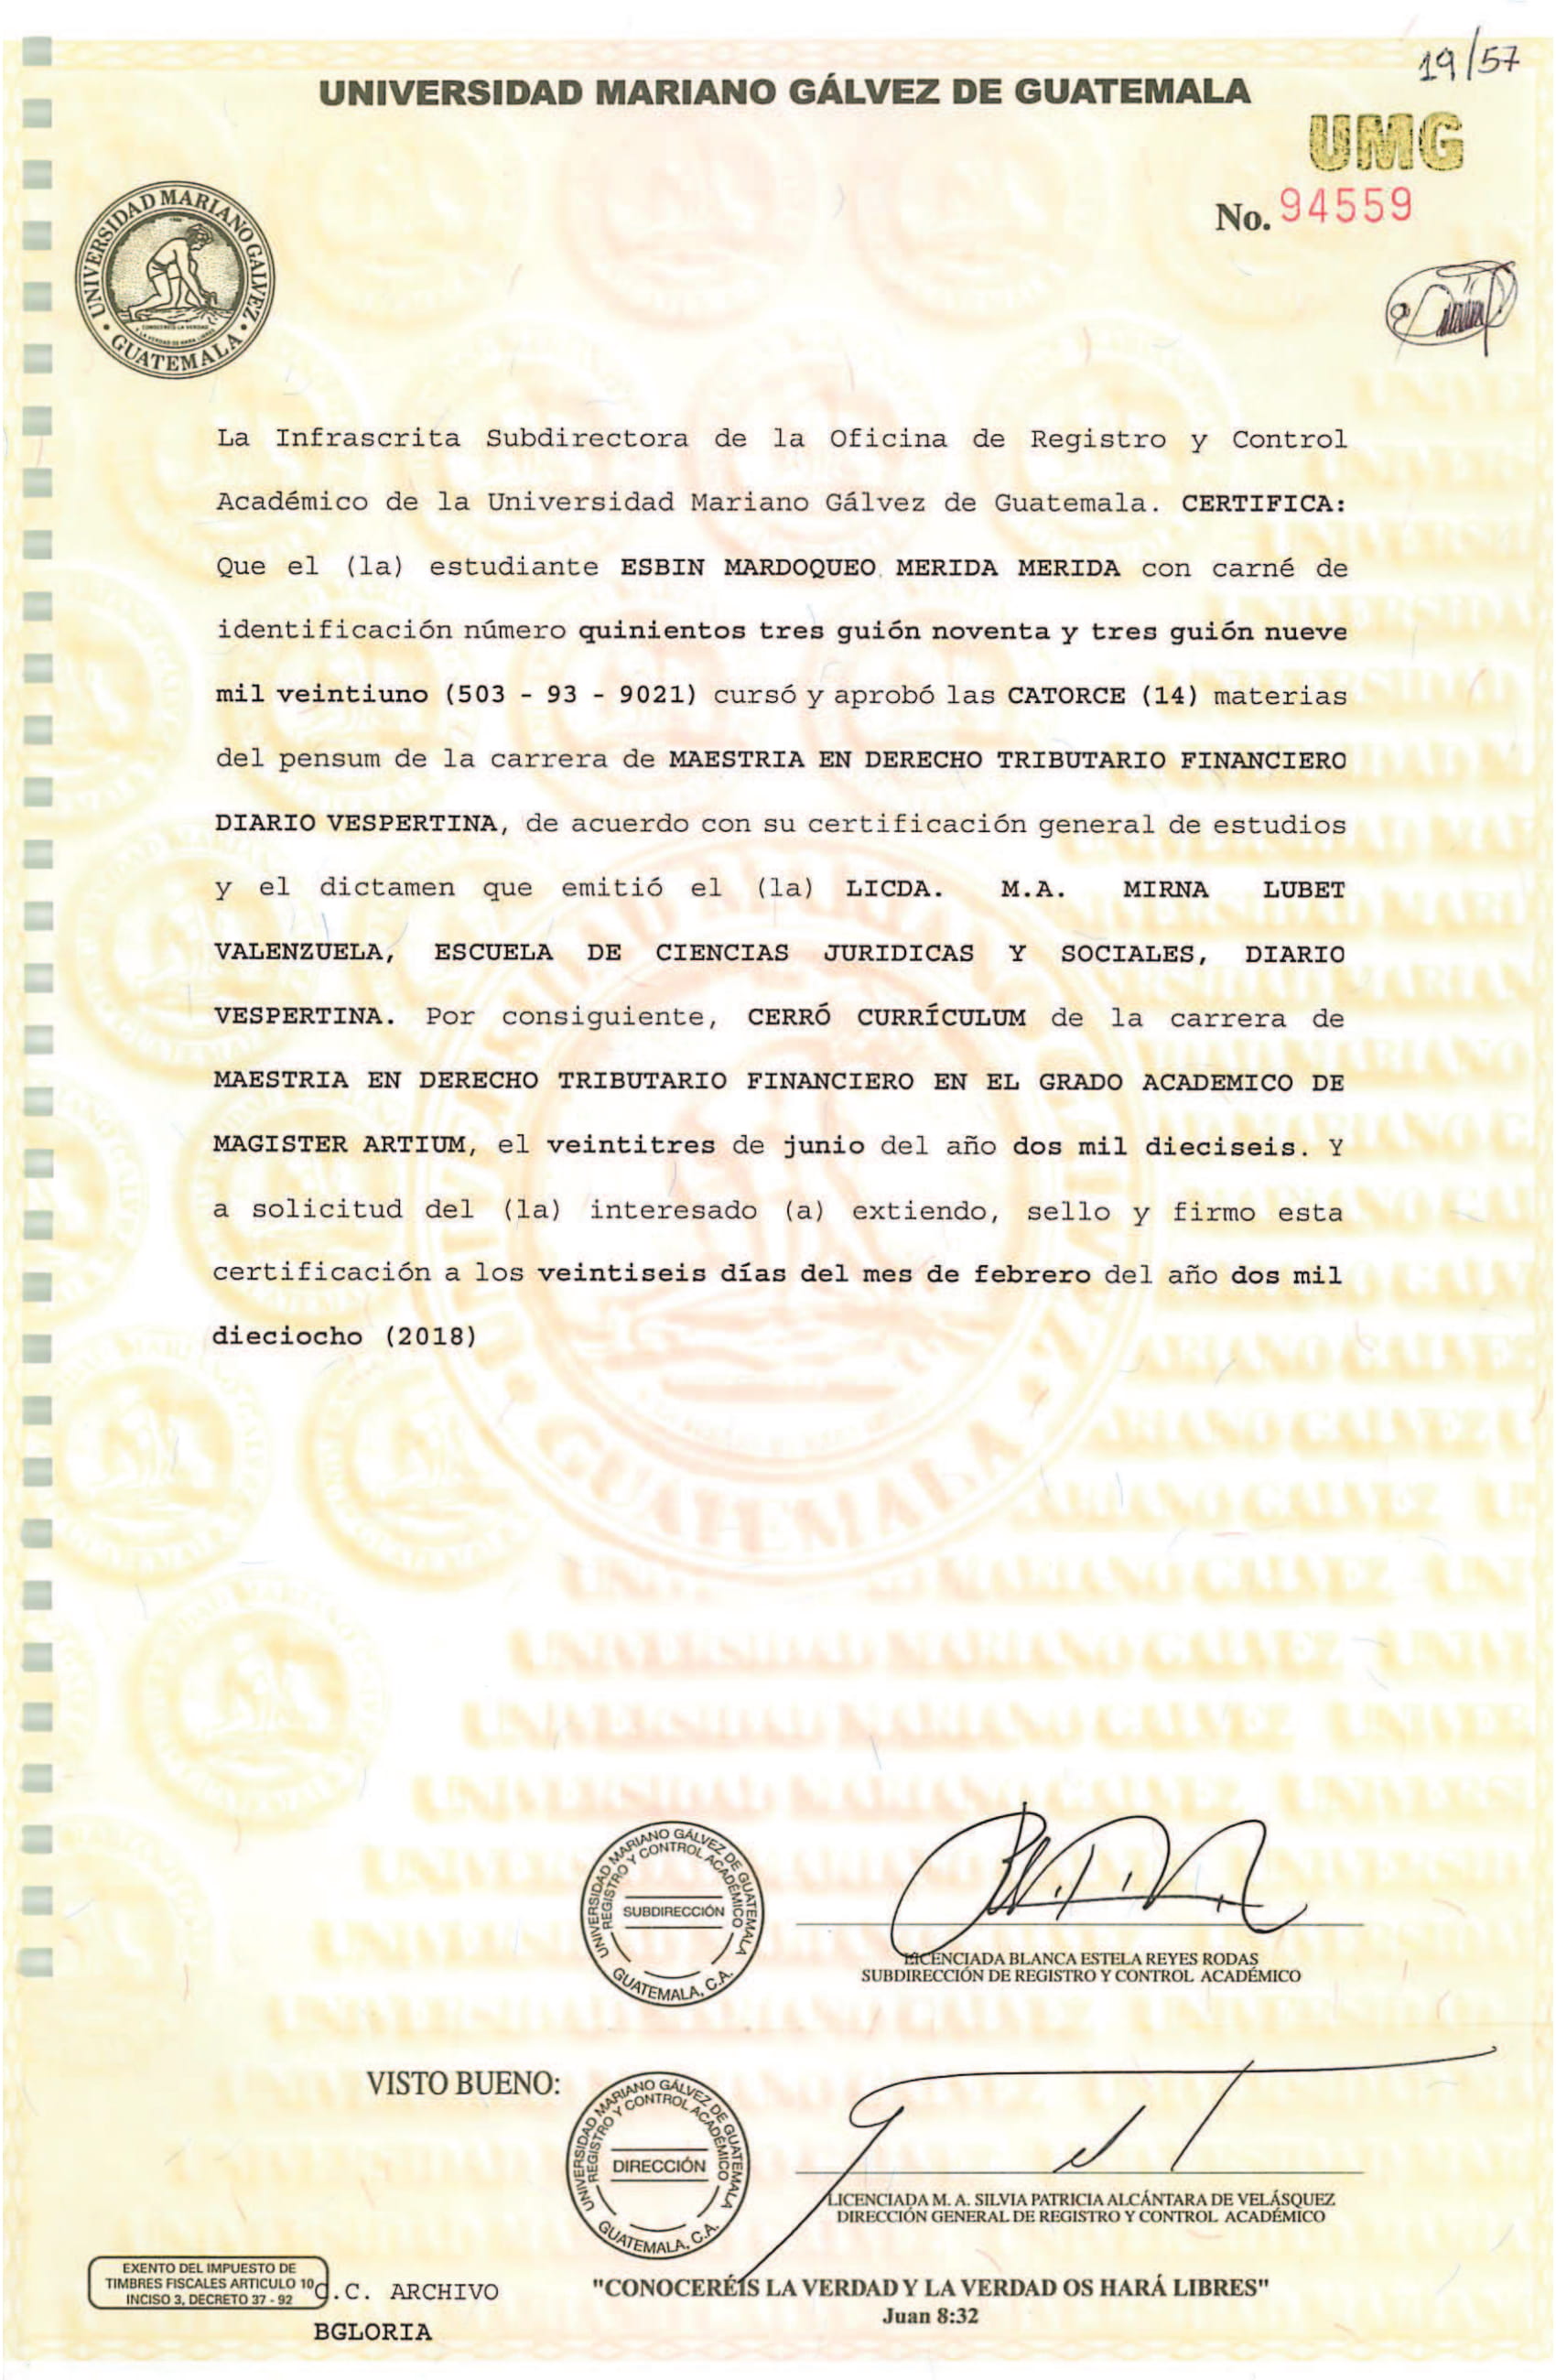 19/57
UNIVERSIDAD MARIANO GÁLVEZ DE GUATEMALA
UMG
No. 94559
UNIVERSIDAD MARIANO GALVEZ
GUATEMALA
La Infrascrita Subdirectora de la Oficina de Registro y Control
Académico de la Universidad Mariano Gálvez de Guatemala. CERTIFICA:
Que el (la) estudiante ESBIN MARDOQUEO MERIDA MERIDA con carné de
identificación número quinientos tres guión noventa y tres guión nueve
mil veintiuno (503 - 93 - 9021) cursó y aprobó las CATORCE (14) materias
del pensum de la carrera de MAESTRIA EN DERECHO TRIBUTARIO FINANCIERO
DIARIO VESPERTINA, de acuerdo con su certificación general de estudios
y el dictamen que emitió el (la) LICDA. M.A. MIRNA LUBET
VALENZUELA, ESCUELA DE CIENCIAS JURIDICAS Y SOCIALES, DIARIO
VESPERTINA. Por consiguiente, CERRÓ CURRÍCULUM de la carrera de
MAESTRIA EN DERECHO TRIBUTARIO FINANCIERO EN EL GRADO ACADEMICO DE
MAGISTER ARTIUM, el veintitres de junio del año dos mil dieciseis. Y
a solicitud del (la) interesado (a) extiendo, sello y firmo esta
certificación a los veintiseis días del mes de febrero del año dos mil
dieciocho (2018)
UNIVERSIDAD MARIANO GÁLVEZ DE GUATEMALA
REGISTRO Y CONTROL ACADÉMICO
SUBDIRECCIÓN
GUATEMALA, C.A.
LICENCIADA BLANCA ESTELA REYES RODAS
SUBDIRECCIÓN DE REGISTRO Y CONTROL ACADÉMICO
VISTO BUENO:
UNIVERSIDAD MARIANO GÁLVEZ DE GUATEMALA
REGISTRO Y CONTROL ACADÉMICO
DIRECCIÓN
GUATEMALA, C.A.
LICENCIADA M. A. SILVIA PATRICIA ALCÁNTARA DE VELÁSQUEZ
DIRECCIÓN GENERAL DE REGISTRO Y CONTROL ACADÉMICO
EXENTO DEL IMPUESTO DE
TIMBRES FISCALES ARTICULO 10
INCISO 3, DECRETO 37 - 92
C.C. ARCHIVO
BGLORIA
"CONOCERÉIS LA VERDAD Y LA VERDAD OS HARÁ LIBRES"
Juan 8:32